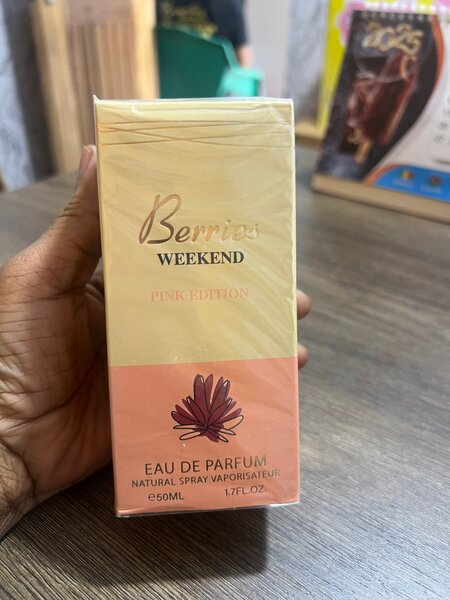 2025
Berries
WEEKEND
PINK EDITION
EAU DE PARFUM
NATURAL SPRAY VAPORISATEUR
℮50ML 1.7FL.OZ.